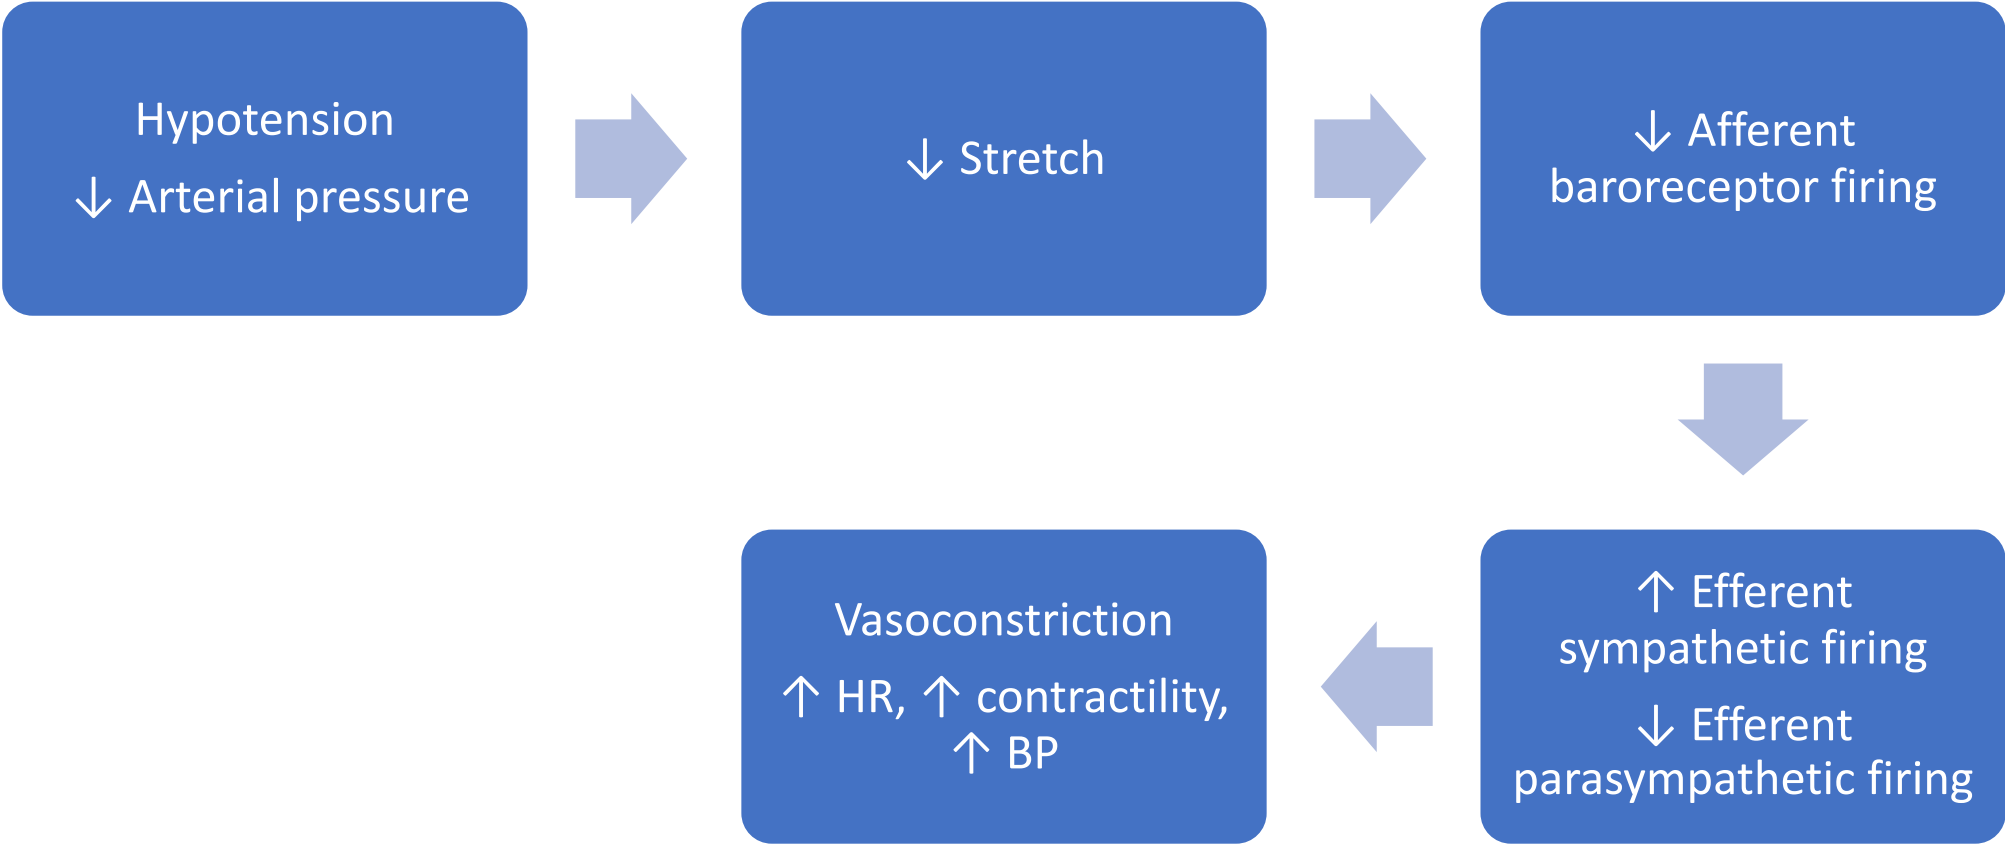 Hypotension
↓ Arterial pressure
↓ Stretch
↓ Afferent
baroreceptor firing
↑ Efferent
sympathetic firing
↓ Efferent
parasympathetic firing
Vasoconstriction
↑ HR, ↑ contractility,
↑ BP